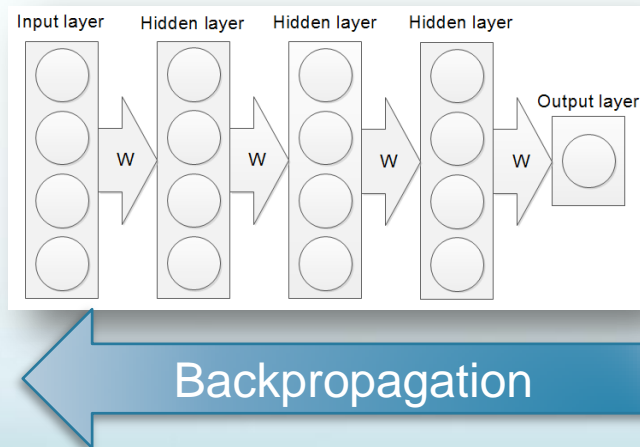 Input layer
Hidden layer
Hidden layer
Hidden layer
Output layer
W
W
W
W
Backpropagation